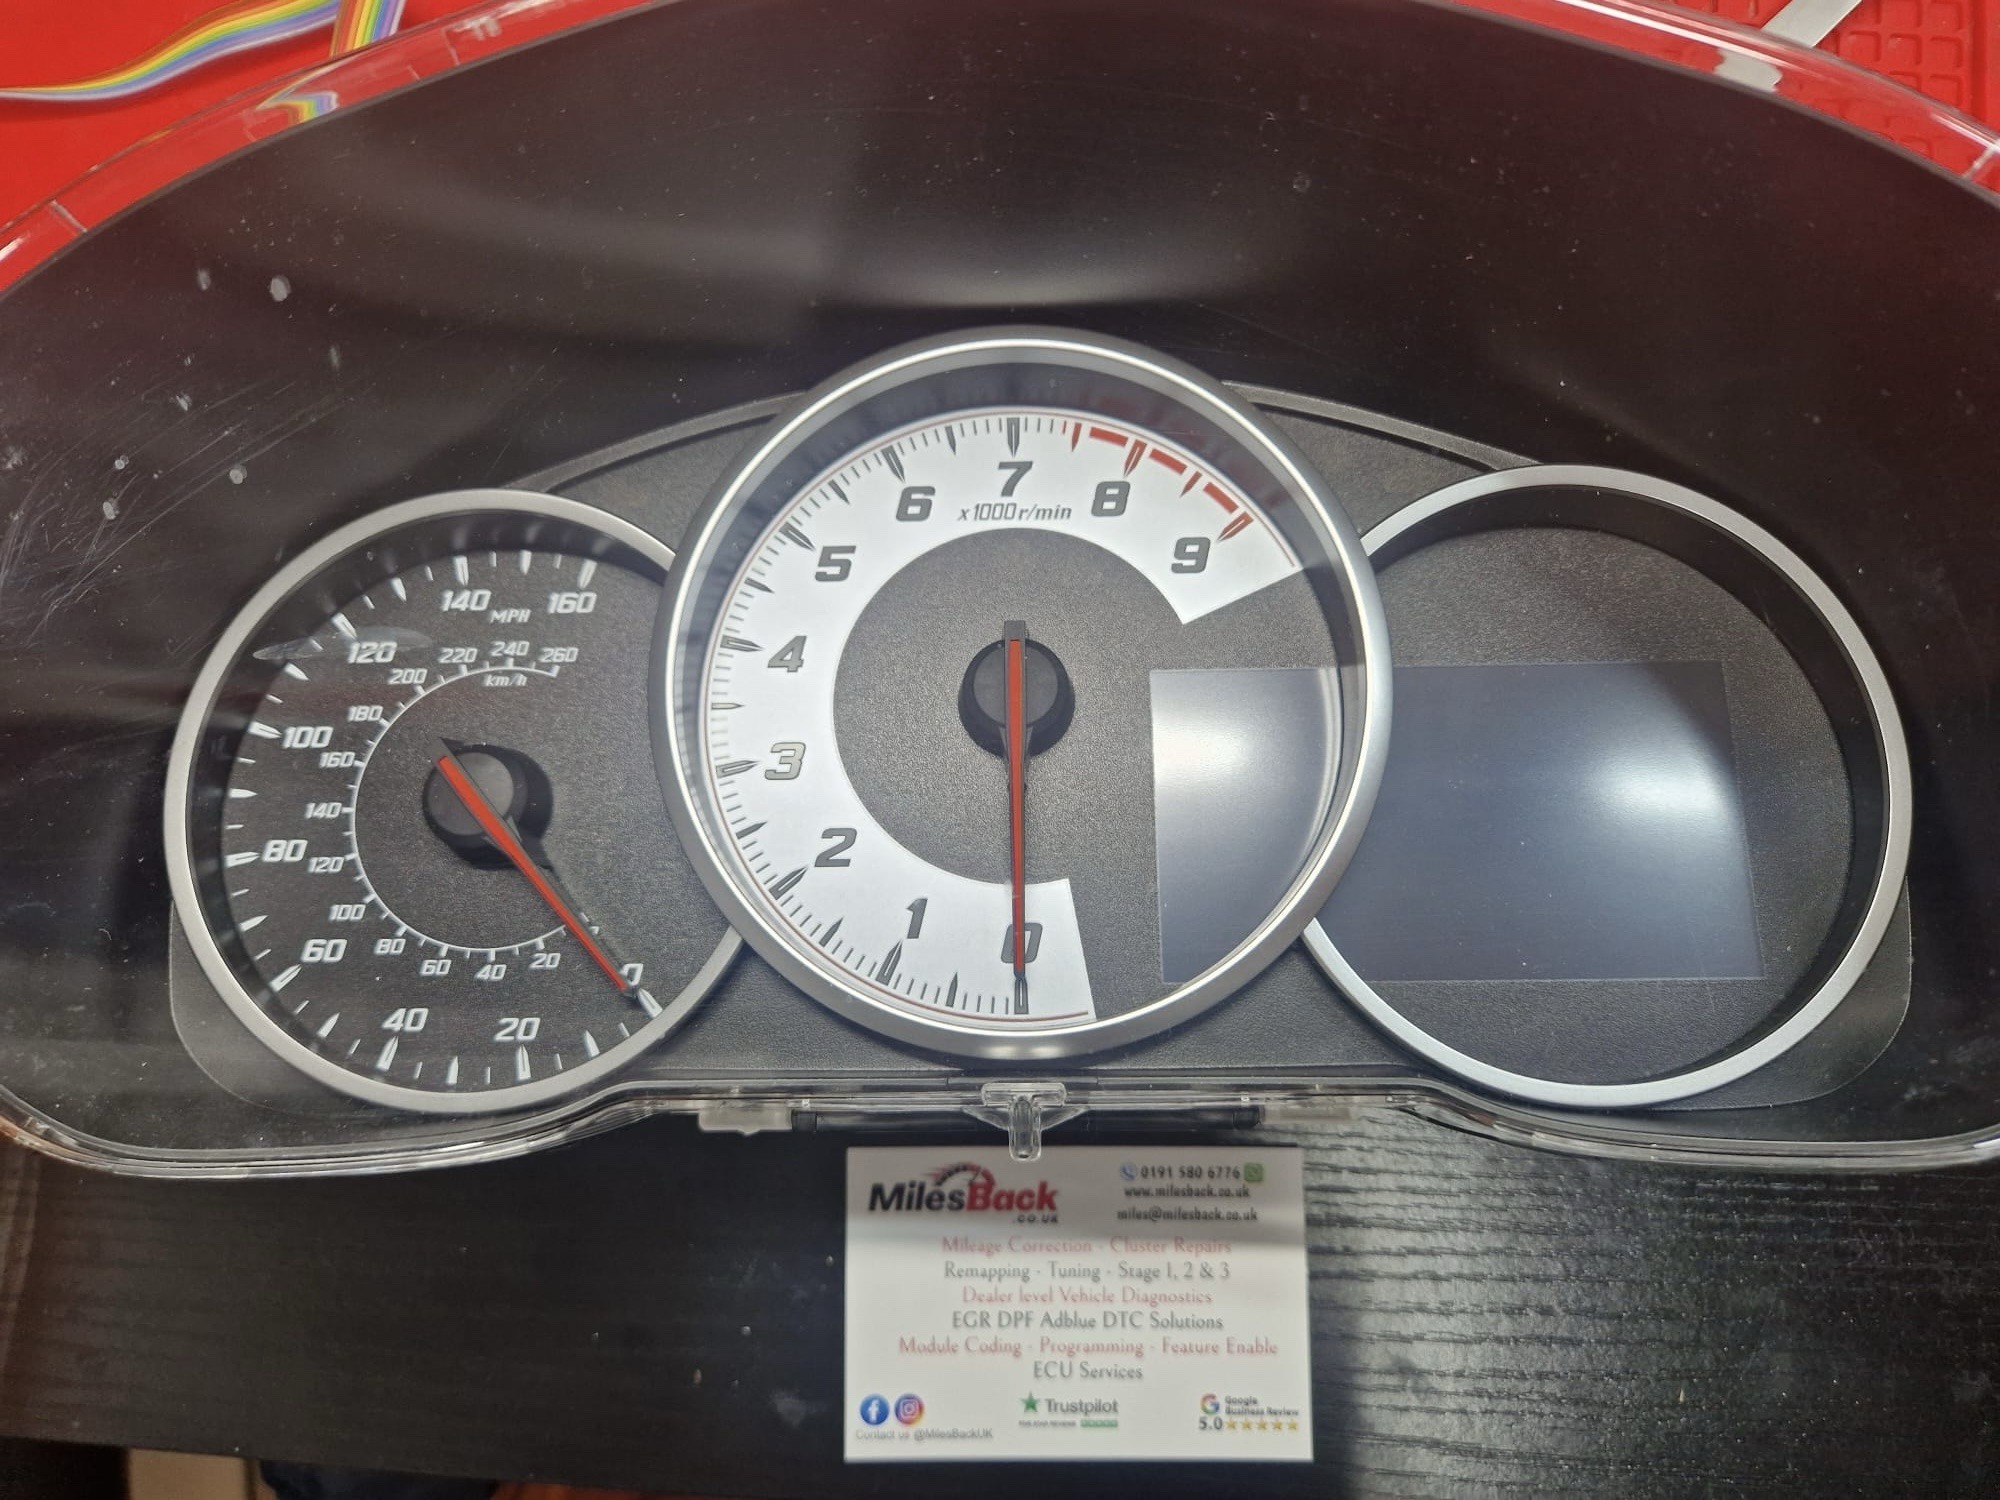 7
6
x1000r/min
8
5
9
4
3
2
1
0
140
MPH
160
120
220
240
260
200
km/h
180
100
160
140
80
120
100
60
80
60
40
20
0
40
20
MilesBack
.CO.UK
0191 580 6776
www.milesback.co.uk
miles@milesback.co.uk
Mileage Correction - Cluster Repairs
Remapping - Tuning - Stage 1, 2 & 3
Dealer level Vehicle Diagnostics
EGR DPF Adblue DTC Solutions
Module Coding - Programming - Feature Enable
ECU Services
Trustpilot
Google
Business Review
5.0
Contact us @MilesBackUK